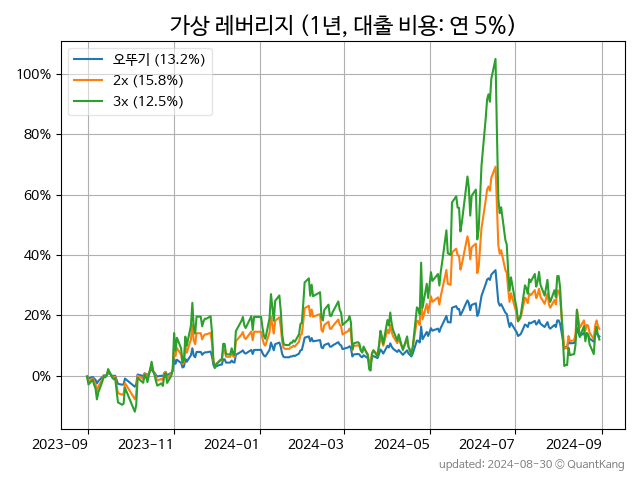 가상 레버리지 (1년, 대출 비용: 연 5%)
오뚜기 (13.2%)
2x (15.8%)
3x (12.5%)
100%
80%
60%
40%
20%
0%
2023-09 2023-11 2024-01 2024-03 2024-05 2024-07 2024-09
updated: 2024-08-30 © QuantKang